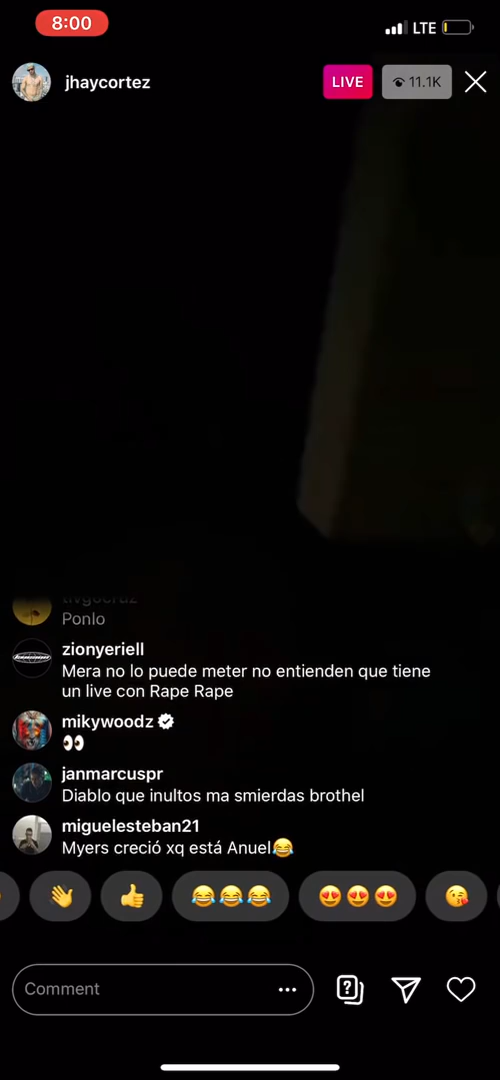 8:00
LTE
jhaycortez
LIVE
11.1K
Ponlo
zionyeriell
Mera no lo puede meter no entienden que tiene
un live con Rape Rape
mikywoodz
👀
janmarcuspr
Diablo que inultos ma smierdas brothel
miguelesteban21
Myers creció xq está Anuel😂
Comment